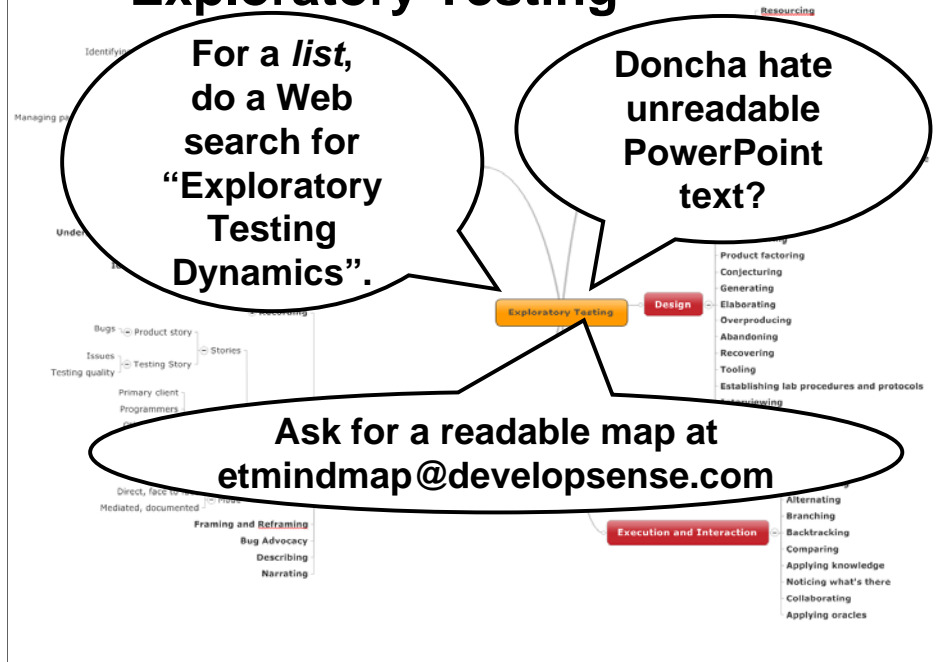 Exploratory Testing
Resourcing
For a list,
do a Web
search for
“Exploratory
Testing
Dynamics”.
Doncha hate
unreadable
PowerPoint
text?
Product factoring
Conjecturing
Generating
Exploratory Testing
Design
Elaborating
Overproducing
Abandoning
Recovering
Tooling
Establishing lab procedures and protocols
Bugs
Product story
Stories
Issues
Testing Story
Testing quality
Primary client
Programmers
Ask for a readable map at
etmindmap@developsense.com
Mediated, documented
Framing and Reframing
Bug Advocacy
Describing
Narrating
Execution and Interaction
Alternating
Branching
Backtracking
Comparing
Applying knowledge
Noticing what's there
Collaborating
Applying oracles